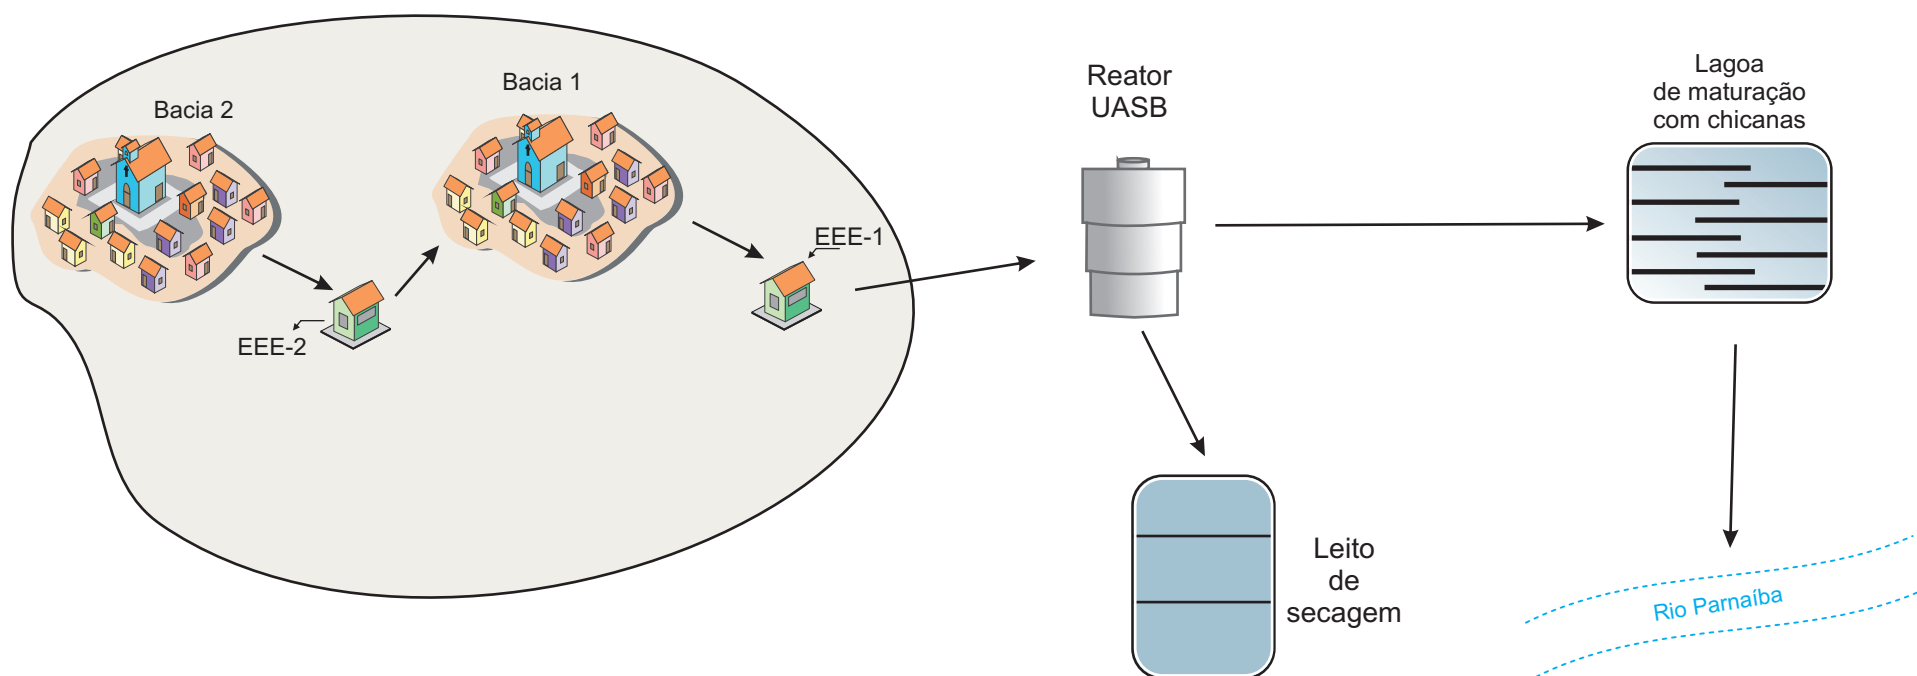 Bacia 2
Bacia 1
EEE-2
EEE-1
Reator
UASB
Lagoa
de maturação
com chicanas
Leito
de
secagem
Rio Parnaíba